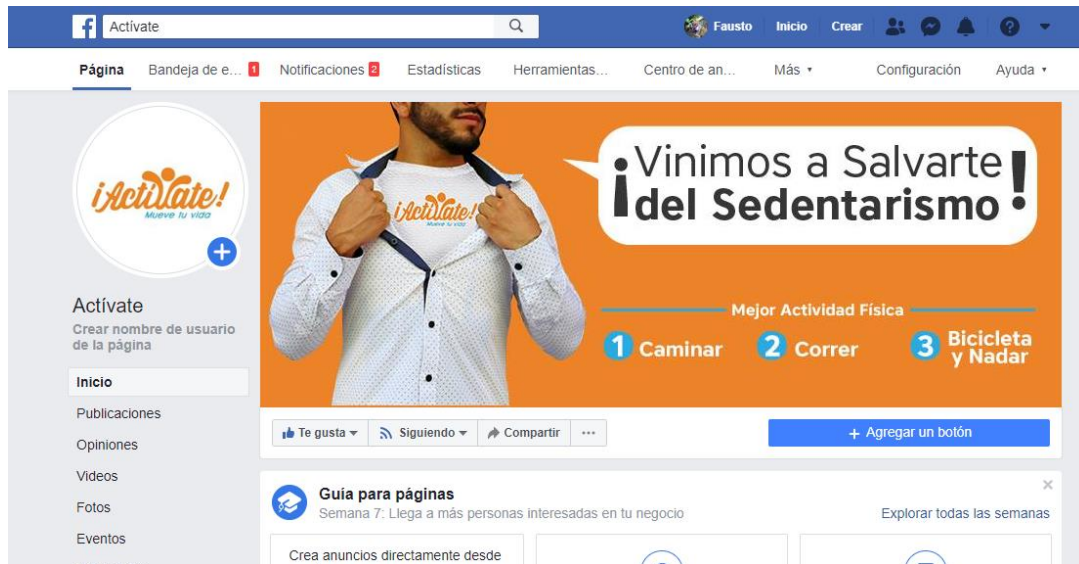 Actívate
Fausto Inicio Crear
Página Bandeja de e... 1 Notificaciones 2 Estadísticas Herramientas... Centro de an... Más Configuración Ayuda
¡Actívate!
Mueve tu vida
Actívate
Crear nombre de usuario
de la página
Inicio
Publicaciones
Opiniones
Videos
Fotos
Eventos
¡Actívate!
Mueve tu vida
¡Vinimos a Salvarte
del Sedentarismo!
Mejor Actividad Física
1 Caminar 2 Correr 3 Bicicleta
y Nadar
Te gusta Siguiendo Compartir ... + Agregar un botón
Guía para páginas
Semana 7: Llega a más personas interesadas en tu negocio Explorar todas las semanas
Crea anuncios directamente desde